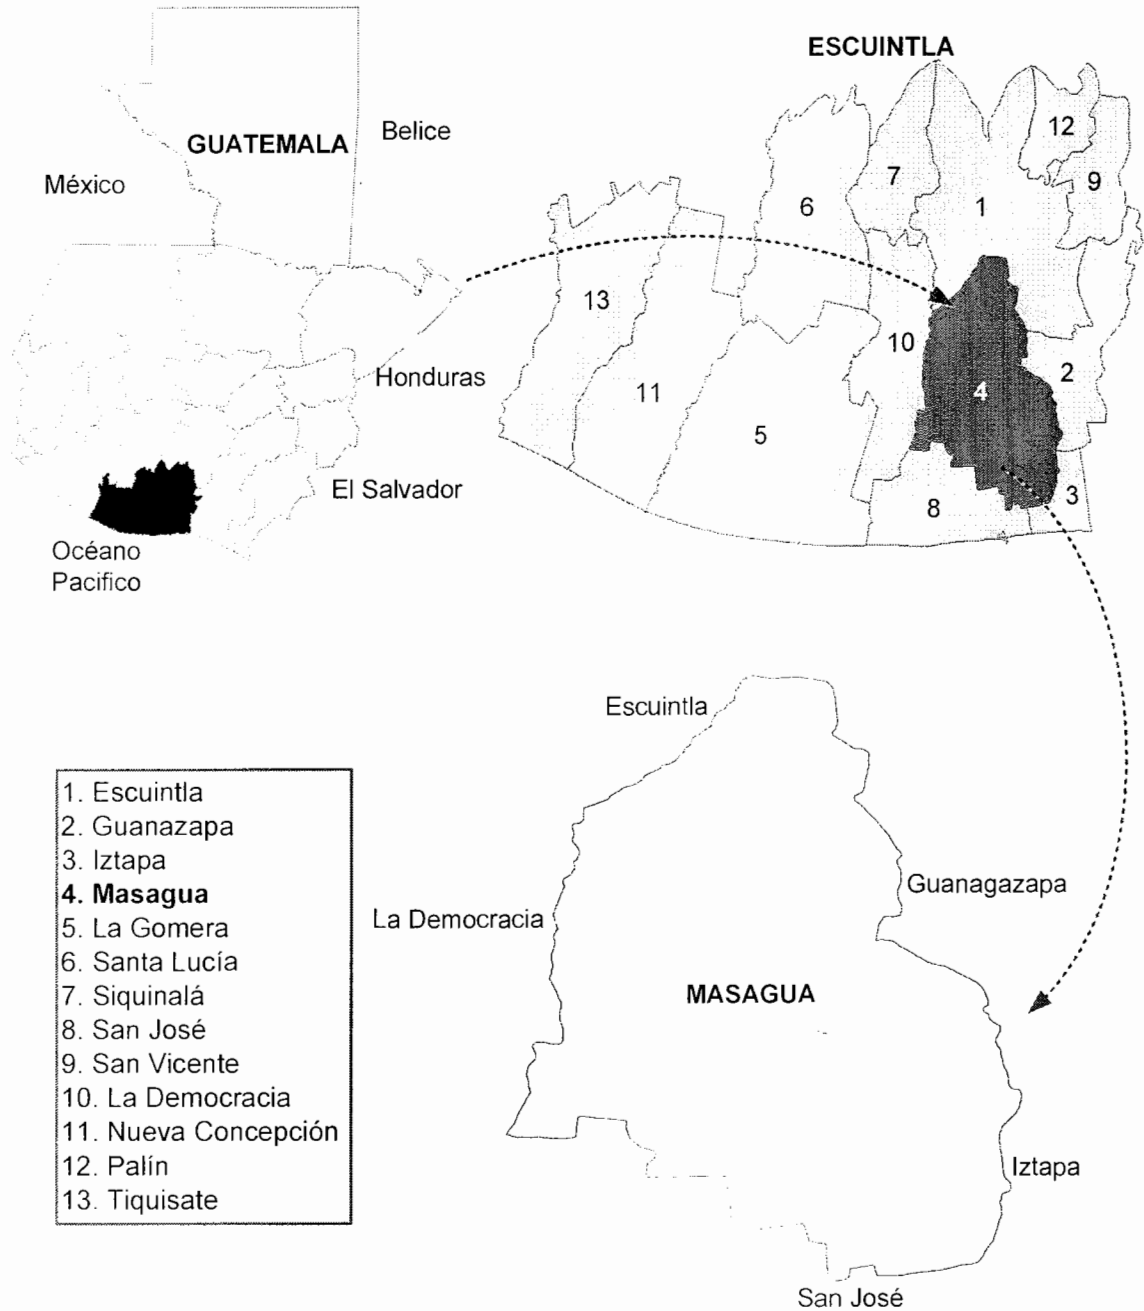 GUATEMALA
Belice
México
Honduras
El Salvador
Océano
Pacifico
ESCUINTLA
12
7
9
6
1
13
10
2
11
4
5
3
8
1. Escuintla
2. Guanazapa
3. Iztapa
4. Masagua
5. La Gomera
6. Santa Lucía
7. Siquinalá
8. San José
9. San Vicente
10. La Democracia
11. Nueva Concepción
12. Palín
13. Tiquisate
Escuintla
Guanagazapa
La Democracia
MASAGUA
Iztapa
San José